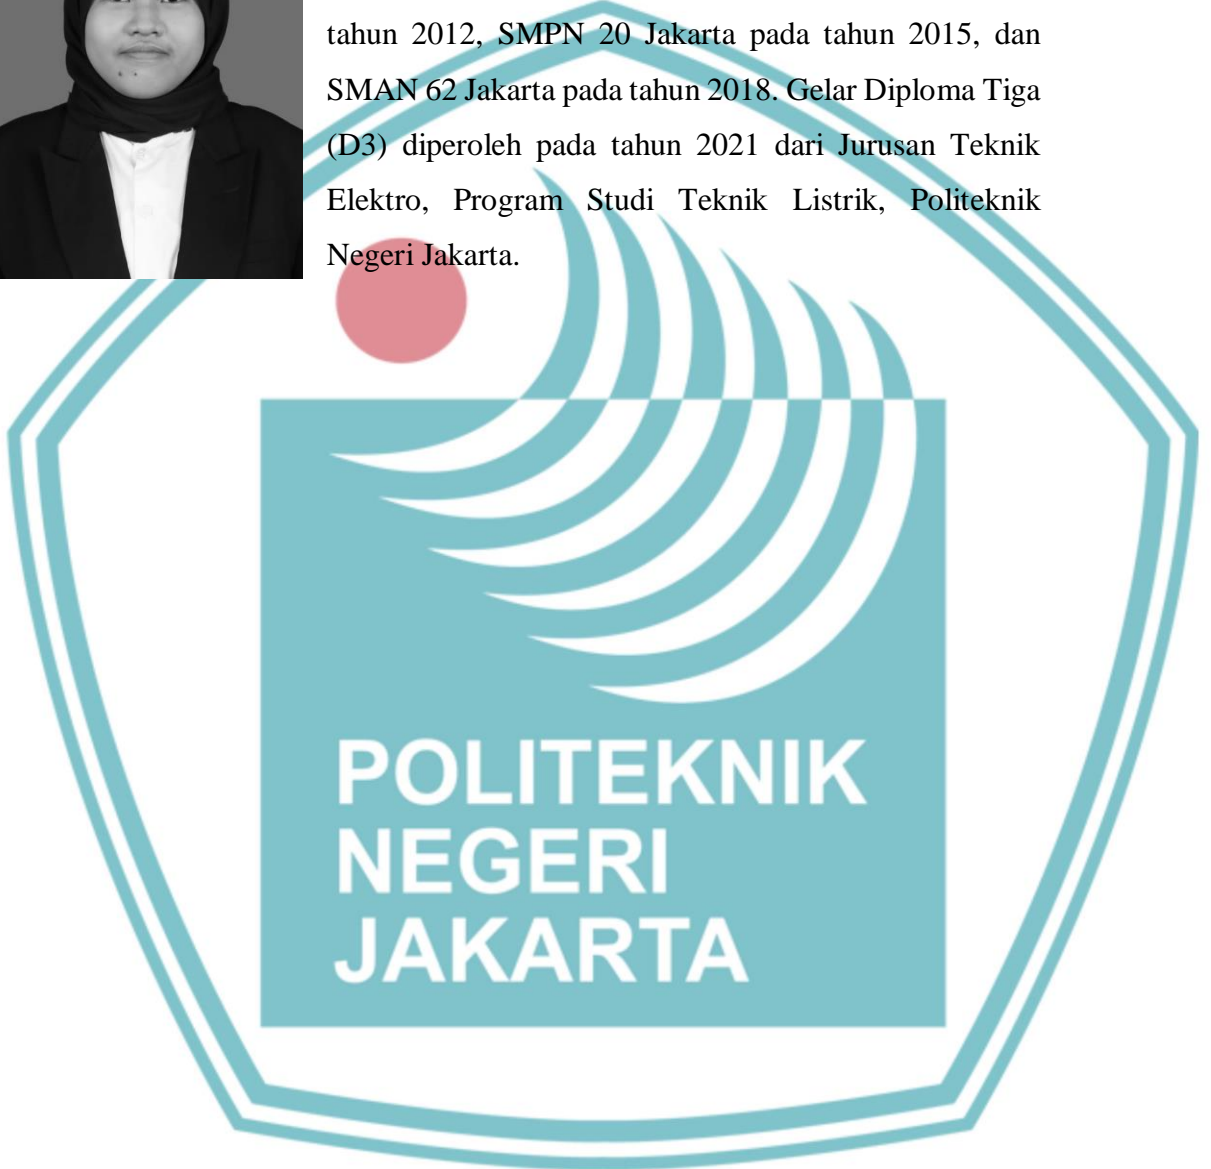 tahun 2012, SMPN 20 Jakarta pada tahun 2015, dan
SMAN 62 Jakarta pada tahun 2018. Gelar Diploma Tiga
(D3) diperoleh pada tahun 2021 dari Jurusan Teknik
Elektro, Program Studi Teknik Listrik, Politeknik
Negeri Jakarta.
POLITEKNIK
NEGERI
JAKARTA